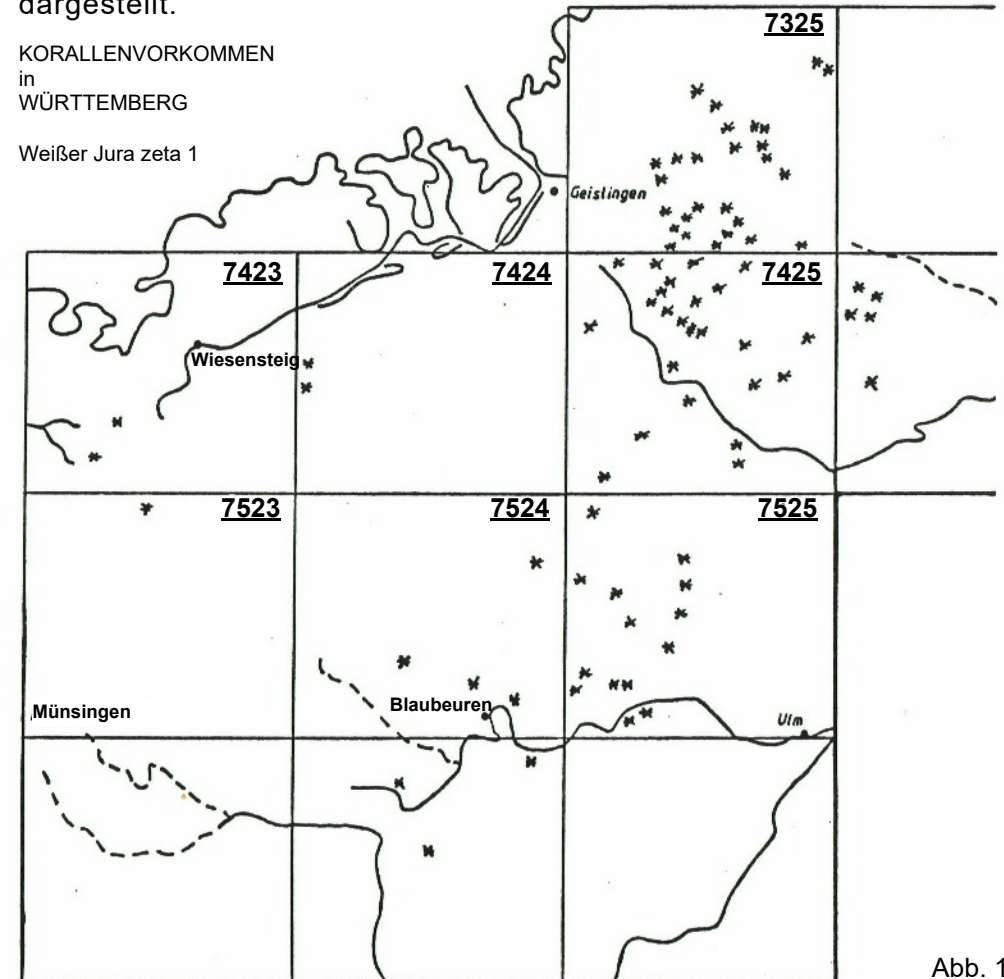 dargestellt.
KORALLENVORKOMMEN
in
WÜRTTEMBERG
Weißer Jura zeta 1
7325
Geislingen
7423
7424
7425
Wiesensteig
7523
7524
7525
Münsingen
Blaubeuren
Ulm
Abb. 1